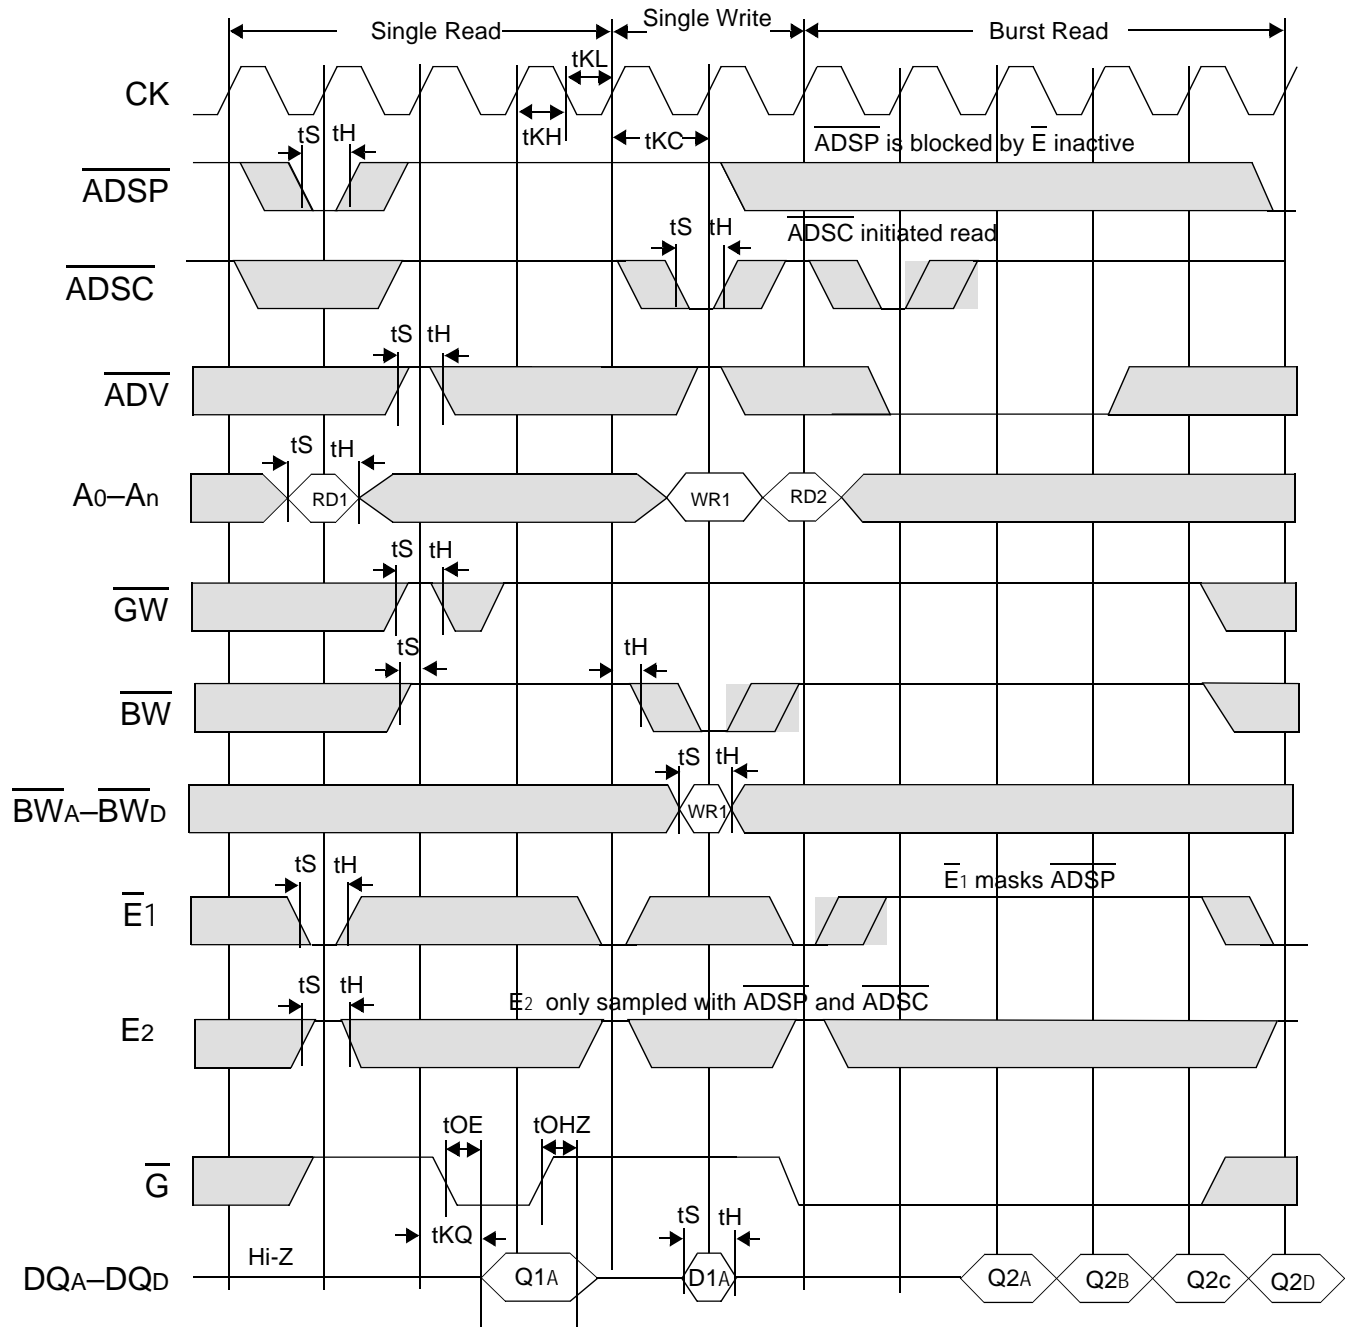 Single Read Single Write Burst Read
tKL
CK
tKH tKC
ADSP is blocked by E inactive
tS tH
ADSP
tS tH ADSC initiated read
ADSC
tS tH
ADV
tS tH
A0–An RD1 WR1 RD2
tS tH
GW
tS tH
BW
tS tH
BWA–BWD WR1
tS tH E1 masks ADSP
E1
tS tH E2 only sampled with ADSP and ADSC
E2
tOE tOHZ
G
tKQ tS tH
Hi-Z
DQA–DQD Q1A D1A Q2A Q2B Q2c Q2D